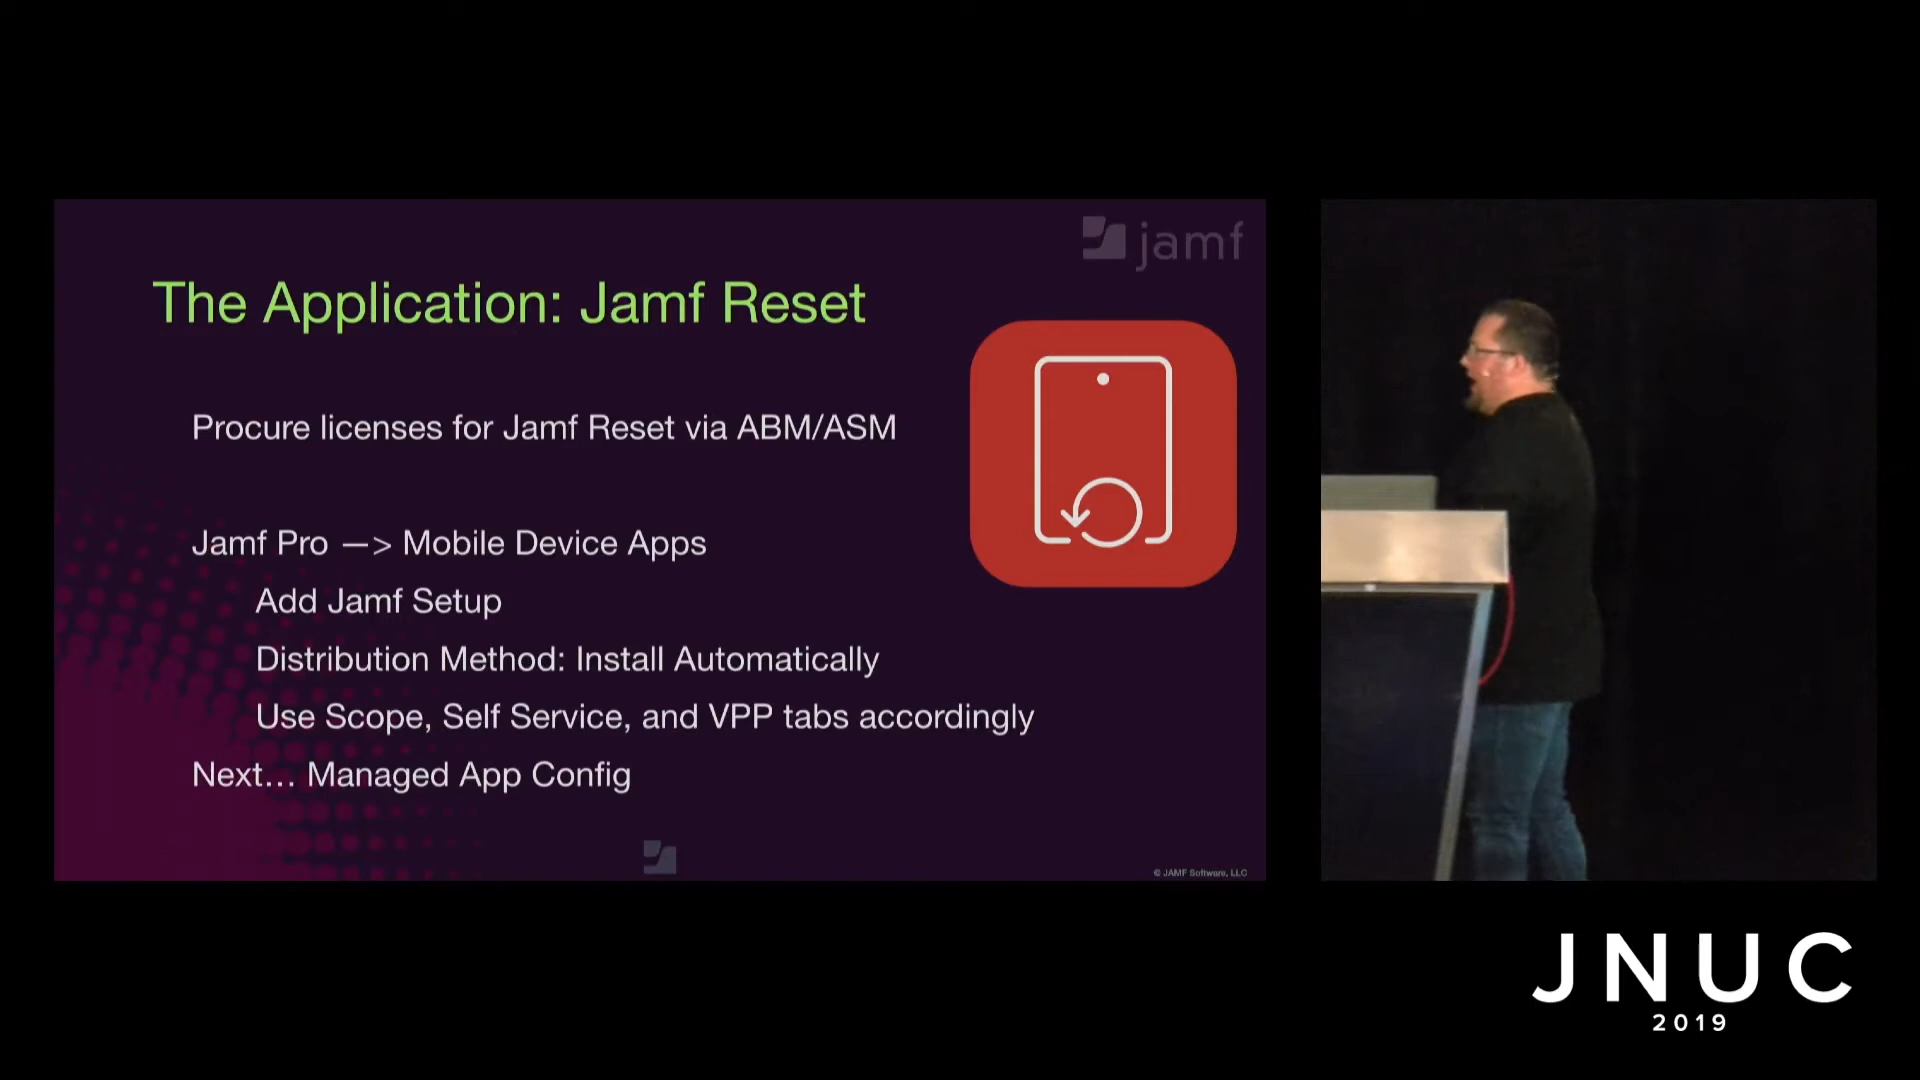 jamf
The Application: Jamf Reset
Procure licenses for Jamf Reset via ABM/ASM
Jamf Pro —> Mobile Device Apps
Add Jamf Setup
Distribution Method: Install Automatically
Use Scope, Self Service, and VPP tabs accordingly
Next... Managed App Config
© JAMF Software, LLC
JNUC
2019